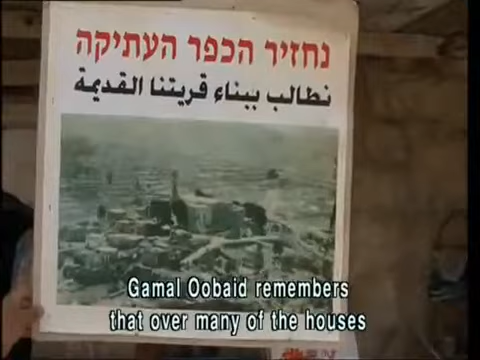 נחזיר הכפר העתיקה
نطالب ببناء قريتنا القديمة
Gamal Oobaid remembers
that over many of the houses